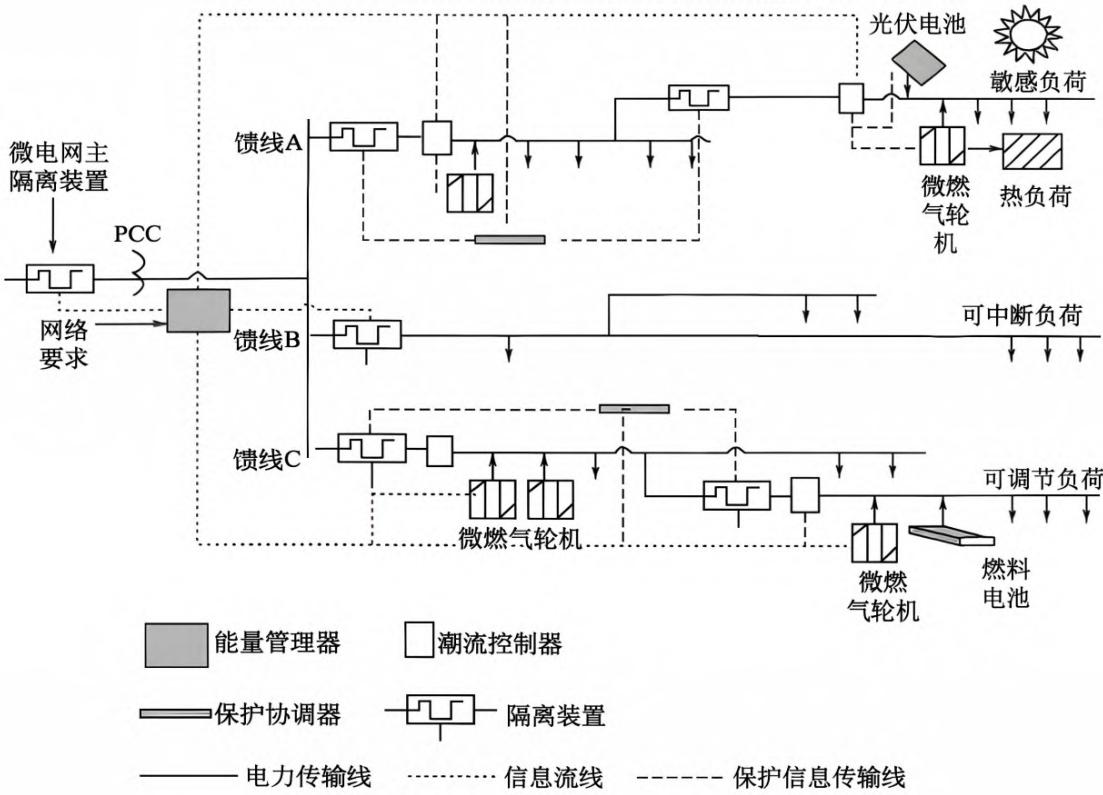 光伏电池
敏感负荷
馈线A
微电网主
隔离装置
微燃
气轮
机
热负荷
PCC
网络
要求
馈线B
可中断负荷
馈线C
可调节负荷
微燃气轮机
微燃
气轮机
燃料
电池
能量管理器
潮流控制器
保护协调器
隔离装置
电力传输线
信息流线
保护信息传输线